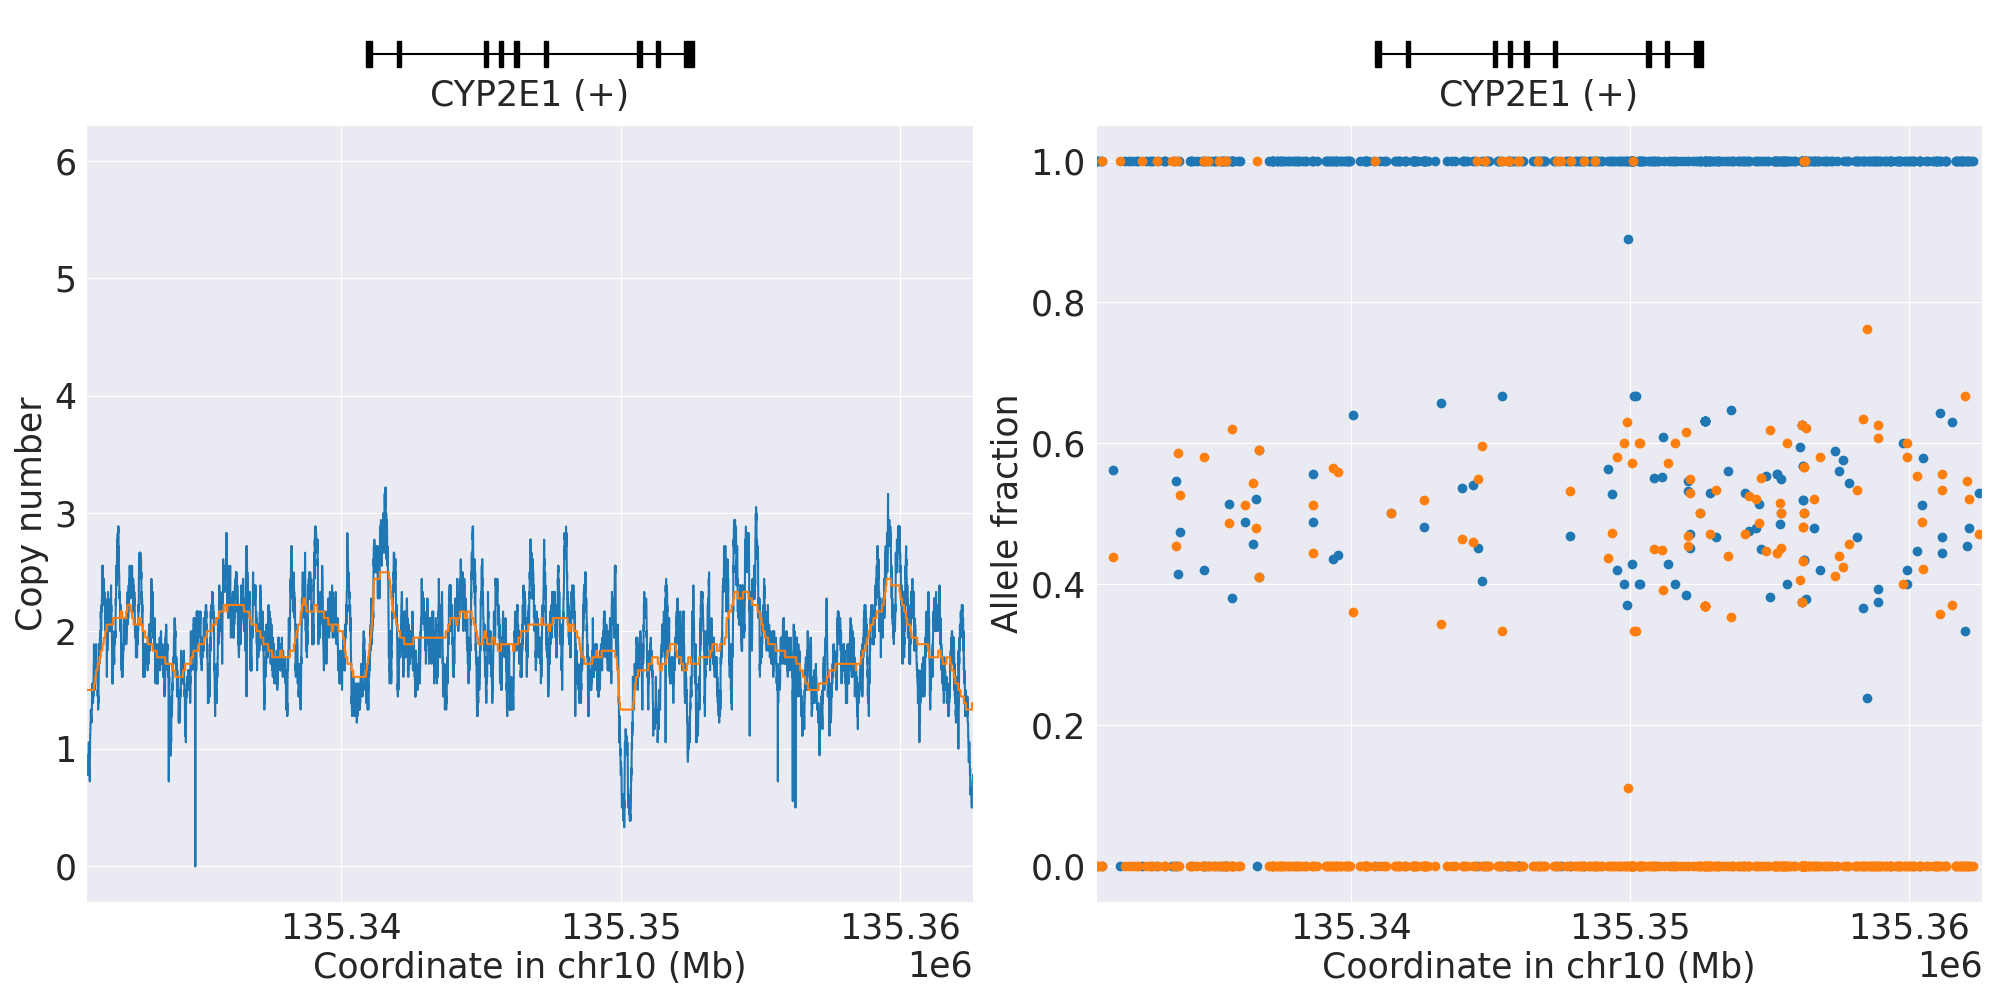 CYP2E1 (+)
Copy number
6
5
4
3
2
1
0
135.34 135.35 135.36
Coordinate in chr10 (Mb)
1e6
CYP2E1 (+)
Allele fraction
1.0
0.8
0.6
0.4
0.2
0.0
135.34 135.35 135.36
Coordinate in chr10 (Mb)
1e6